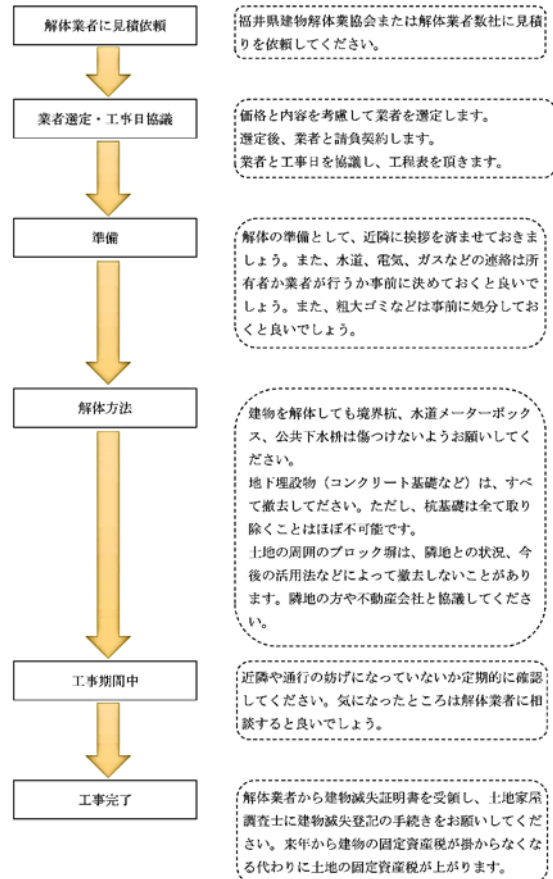 解体業者に見積依頼
福井県建物解体業協会または解体業者数社に見積
りを依頼してください。
業者選定・工事日協議
価格と内容を考慮して業者を選定します。
選定後、業者と請負契約します。
業者と工事日を協議し、工程表を頂きます。
準備
解体の準備として、近隣に挨拶を済ませておきま
しょう。また、水道、電気、ガスなどの連絡は所
有者か業者が行うか事前に決めておくと良いで
しょう。また、粗大ゴミなどは事前に処分してお
くと良いでしょう。
解体方法
建物を解体しても境界杭、水道メーターボック
ス、公共下水枡は傷つけないようお願いしてく
ださい。
地下埋設物（コンクリート基礎など）は、すべ
て撤去してださい。ただし、杭基礎は全て取り
除くことはほぼ不可能です。
土地の周囲のブロック塀は、隣地との状況、今
後の活用法などによって撤去しないことがあり
ます。隣地の方や不動産会社と協議してくださ
い。
工事期間中
近隣や通行の妨げになっていないか定期的に確認
してください。気になったところは解体業者に相
談すると良いでしょう。
工事完了
解体業者から建物滅失証明書を受領し、土地家屋
調査士に建物滅失登記の手続きをお願いしてくだ
さい。来年から建物の固定資産税が掛からなくな
る代わりに土地の固定資産税が上がります。